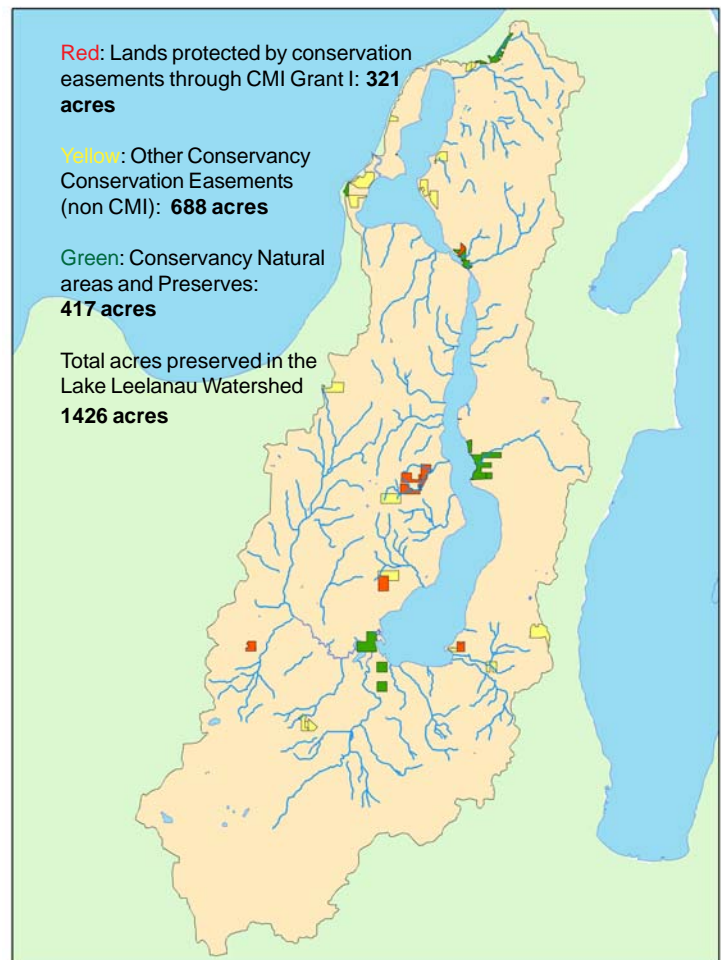 Red: Lands protected by conservation
easements through CMI Grant I: 321
acres
Yellow: Other Conservancy
Conservation Easements
(non CMI): 688 acres
Green: Conservancy Natural
areas and Preserves:
417 acres
Total acres preserved in the
Lake Leelanau Watershed
1426 acres